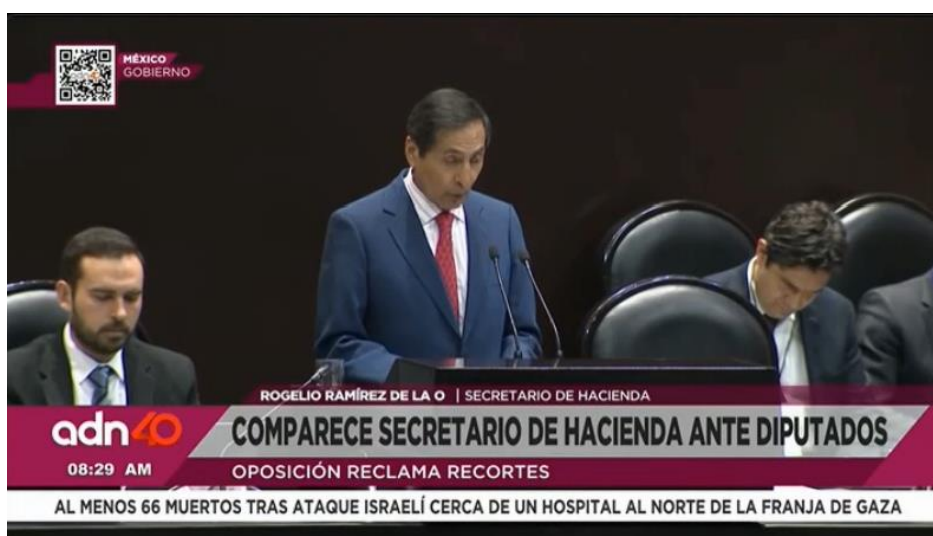 MÉXICO
GOBIERNO
ROGELIO RAMÍREZ DE LA O | SECRETARIO DE HACIENDA
adn40
COMPARECE SECRETARIO DE HACIENDA ANTE DIPUTADOS
08:29 AM
OPOSICIÓN RECLAMA RECORTES
AL MENOS 66 MUERTOS TRAS ATAQUE ISRAELÍ CERCA DE UN HOSPITAL AL NORTE DE LA FRANJA DE GAZA